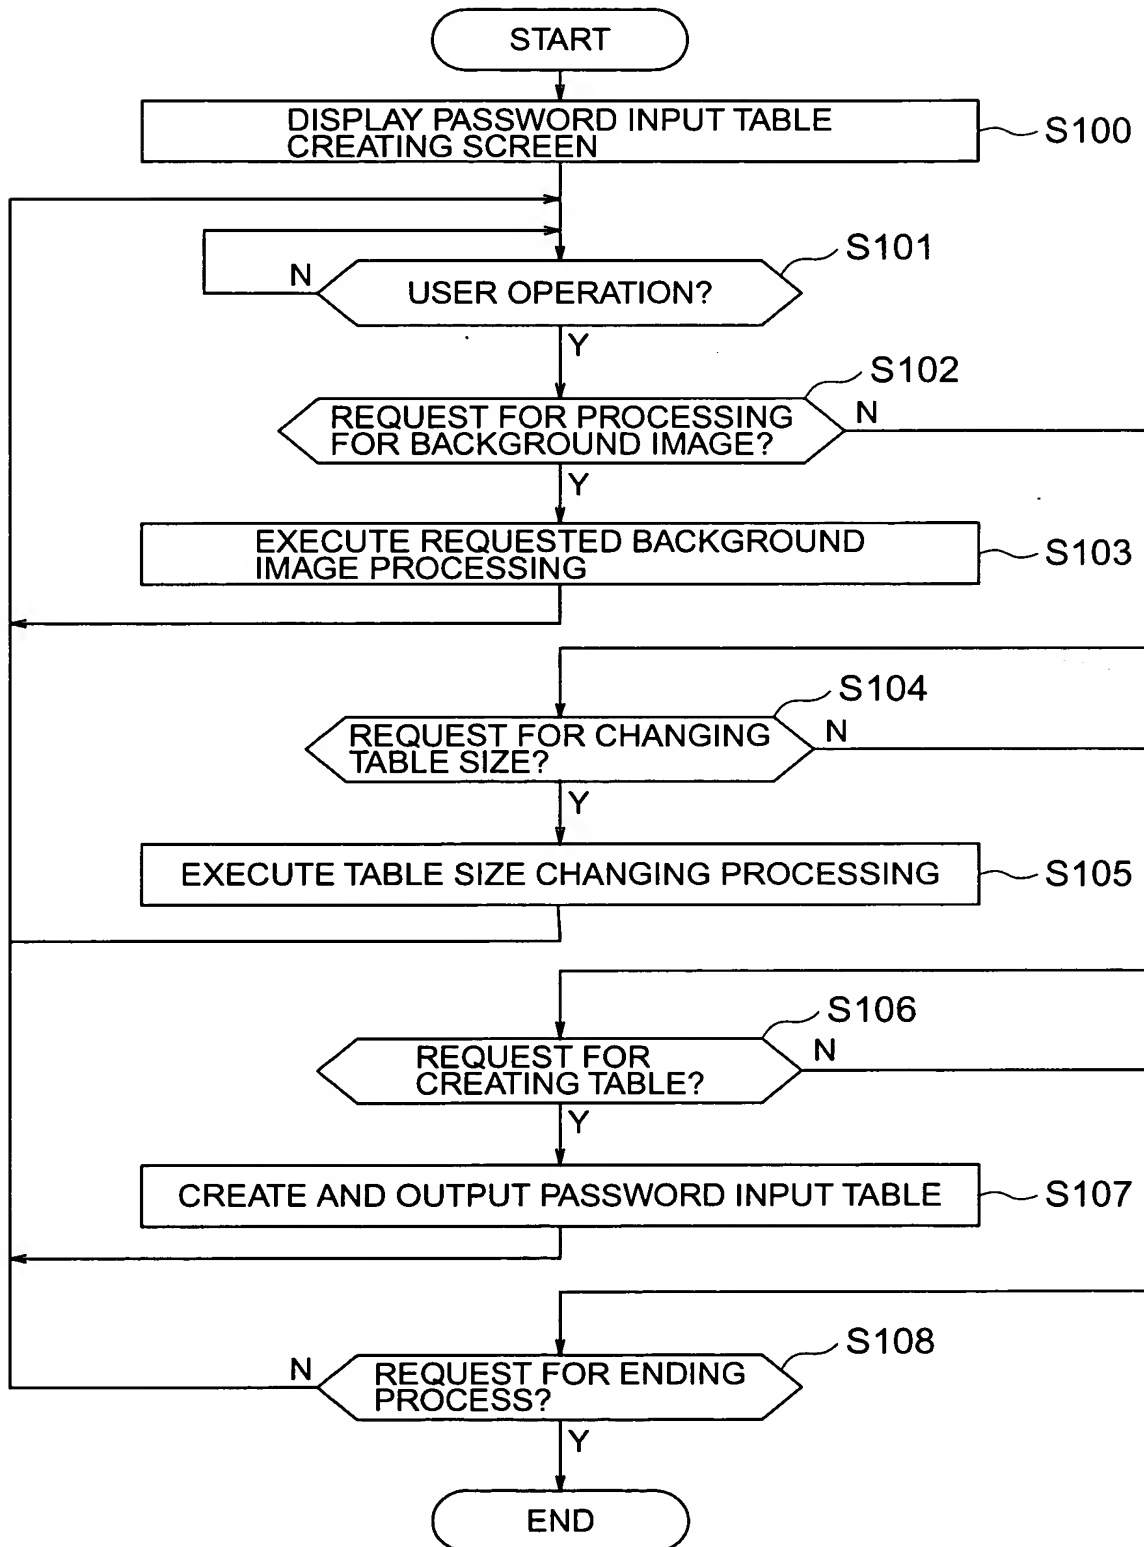 START
DISPLAY PASSWORD INPUT TABLE
CREATING SCREEN
S100
S101
N
USER OPERATION?
Y
S102
REQUEST FOR PROCESSING
FOR BACKGROUND IMAGE?
N
Y
EXECUTE REQUESTED BACKGROUND
IMAGE PROCESSING
S103
S104
REQUEST FOR CHANGING
TABLE SIZE?
N
Y
EXECUTE TABLE SIZE CHANGING PROCESSING
S105
S106
REQUEST FOR
CREATING TABLE?
N
Y
CREATE AND OUTPUT PASSWORD INPUT TABLE
S107
S108
N
REQUEST FOR ENDING
PROCESS?
Y
END